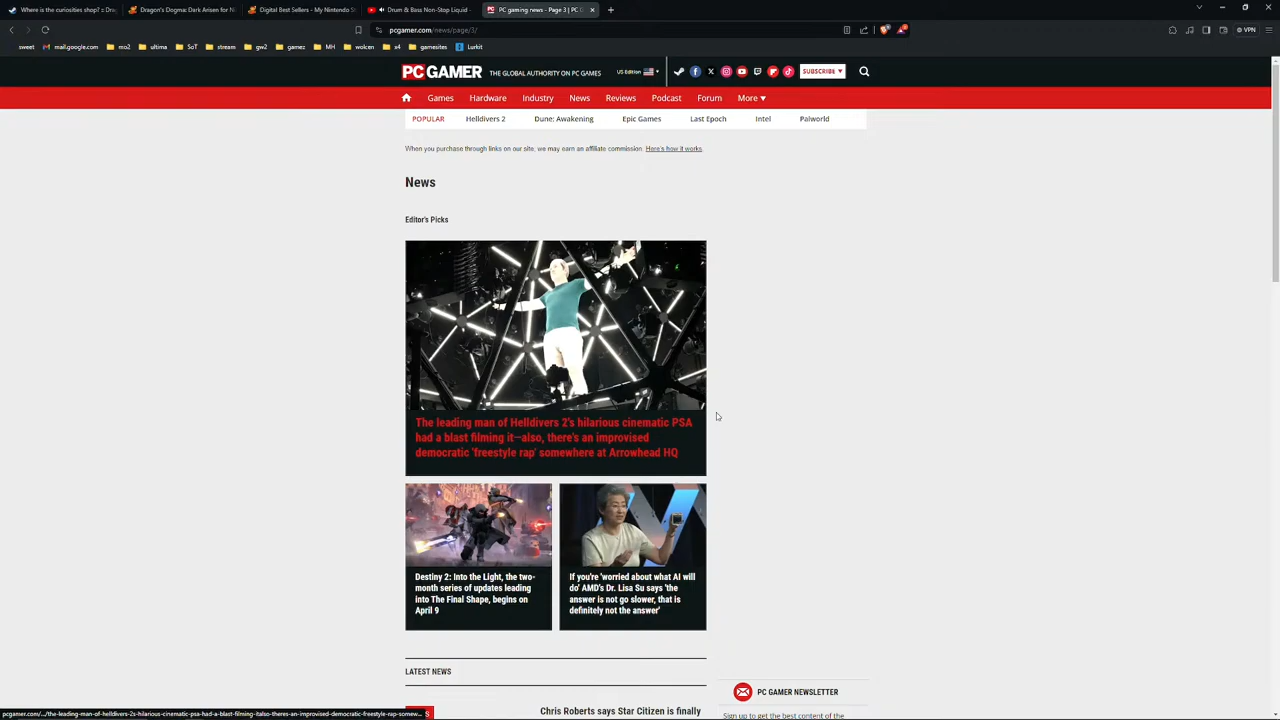 Where is the curiosities shop? :: Drag
Dragon's Dogma: Dark Arisen for Ni
Digital Best Sellers - My Nintendo St
Drum & Bass Non-Stop Liquid -
PC gaming news - Page 3 | PC G
pcgamer.com/news/page/3/
VPN
sweet
mail.google.com
mo2
ultima
SoT
stream
gw2
gamez
MH
wolcen
x4
gamesites
Lurkit
PC GAMER
THE GLOBAL AUTHORITY ON PC GAMES
US Edition
SUBSCRIBE
Games
Hardware
Industry
News
Reviews
Podcast
Forum
More
POPULAR
Helldivers 2
Dune: Awakening
Epic Games
Last Epoch
Intel
Palworld
When you purchase through links on our site, we may earn an affiliate commission. Here's how it works.
News
Editor's Picks
The leading man of Helldivers 2's hilarious cinematic PSA
had a blast filming it—also, there's an improvised
democratic 'freestyle rap' somewhere at Arrowhead HQ
Destiny 2: Into the Light, the two-
month series of updates leading
into The Final Shape, begins on
April 9
If you're 'worried about what AI will
do' AMD's Dr. Lisa Su says 'the
answer is not go slower, that is
definitely not the answer'
LATEST NEWS
PC GAMER NEWSLETTER
Chris Roberts says Star Citizen is finally
Sign up to get the best content of the
pcgamer.com/.../the-leading-man-of-helldivers-2s-hilarious-cinematic-psa-had-a-blast-filming-italso-theres-an-improvised-democratic-freestyle-rap-somew...